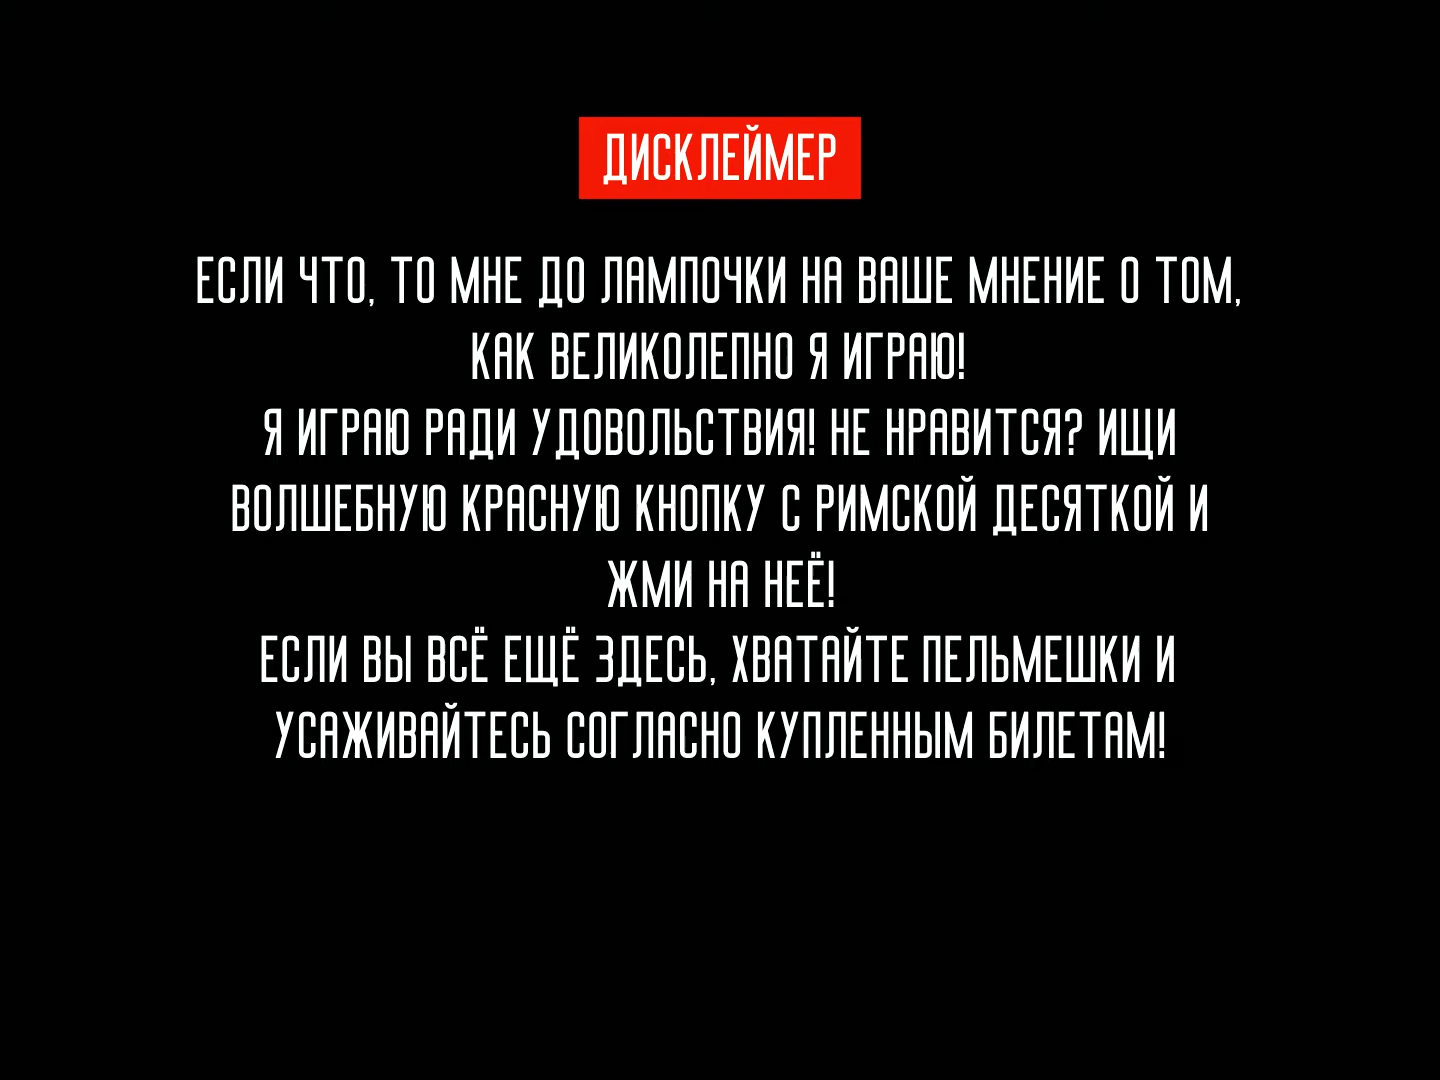 ДИСКЛЕЙМЕР
ЕСЛИ ЧТО, ТО МНЕ ДО ЛАМПОЧКИ НА ВАШЕ МНЕНИЕ О ТОМ,
КАК ВЕЛИКОЛЕПНО Я ИГРАЮ!
Я ИГРАЮ РАДИ УДОВОЛЬСТВИЯ! НЕ НРАВИТСЯ? ИЩИ
ВОЛШЕБНУЮ КРАСНУЮ КНОПКУ С РИМСКОЙ ДЕСЯТКОЙ И
ЖМИ НА НЕЁ!
ЕСЛИ ВЫ ВСЁ ЕЩЁ ЗДЕСЬ, ХВАТАЙТЕ ПЕЛЬМЕШКИ И
УСАЖИВАЙТЕСЬ СОГЛАСНО КУПЛЕННЫМ БИЛЕТАМ!